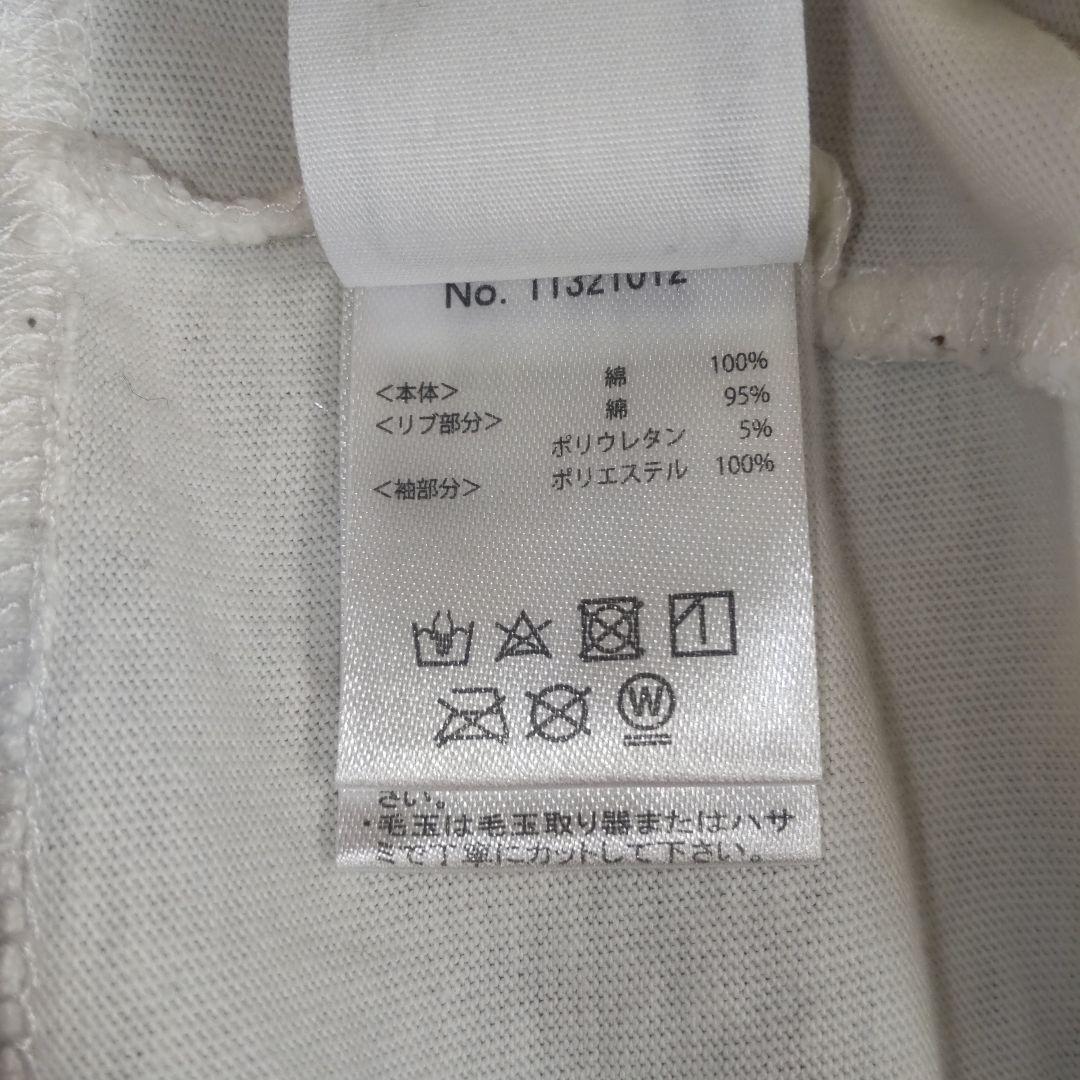 No. 11321012
<本体> 綿 100%
<リブ部分> 綿 95%
ポリウレタン 5%
<袖部分> ポリエステル 100%
W
さい。
・毛玉は毛玉取り器またはハサ
ミで丁寧にカットして下さい。